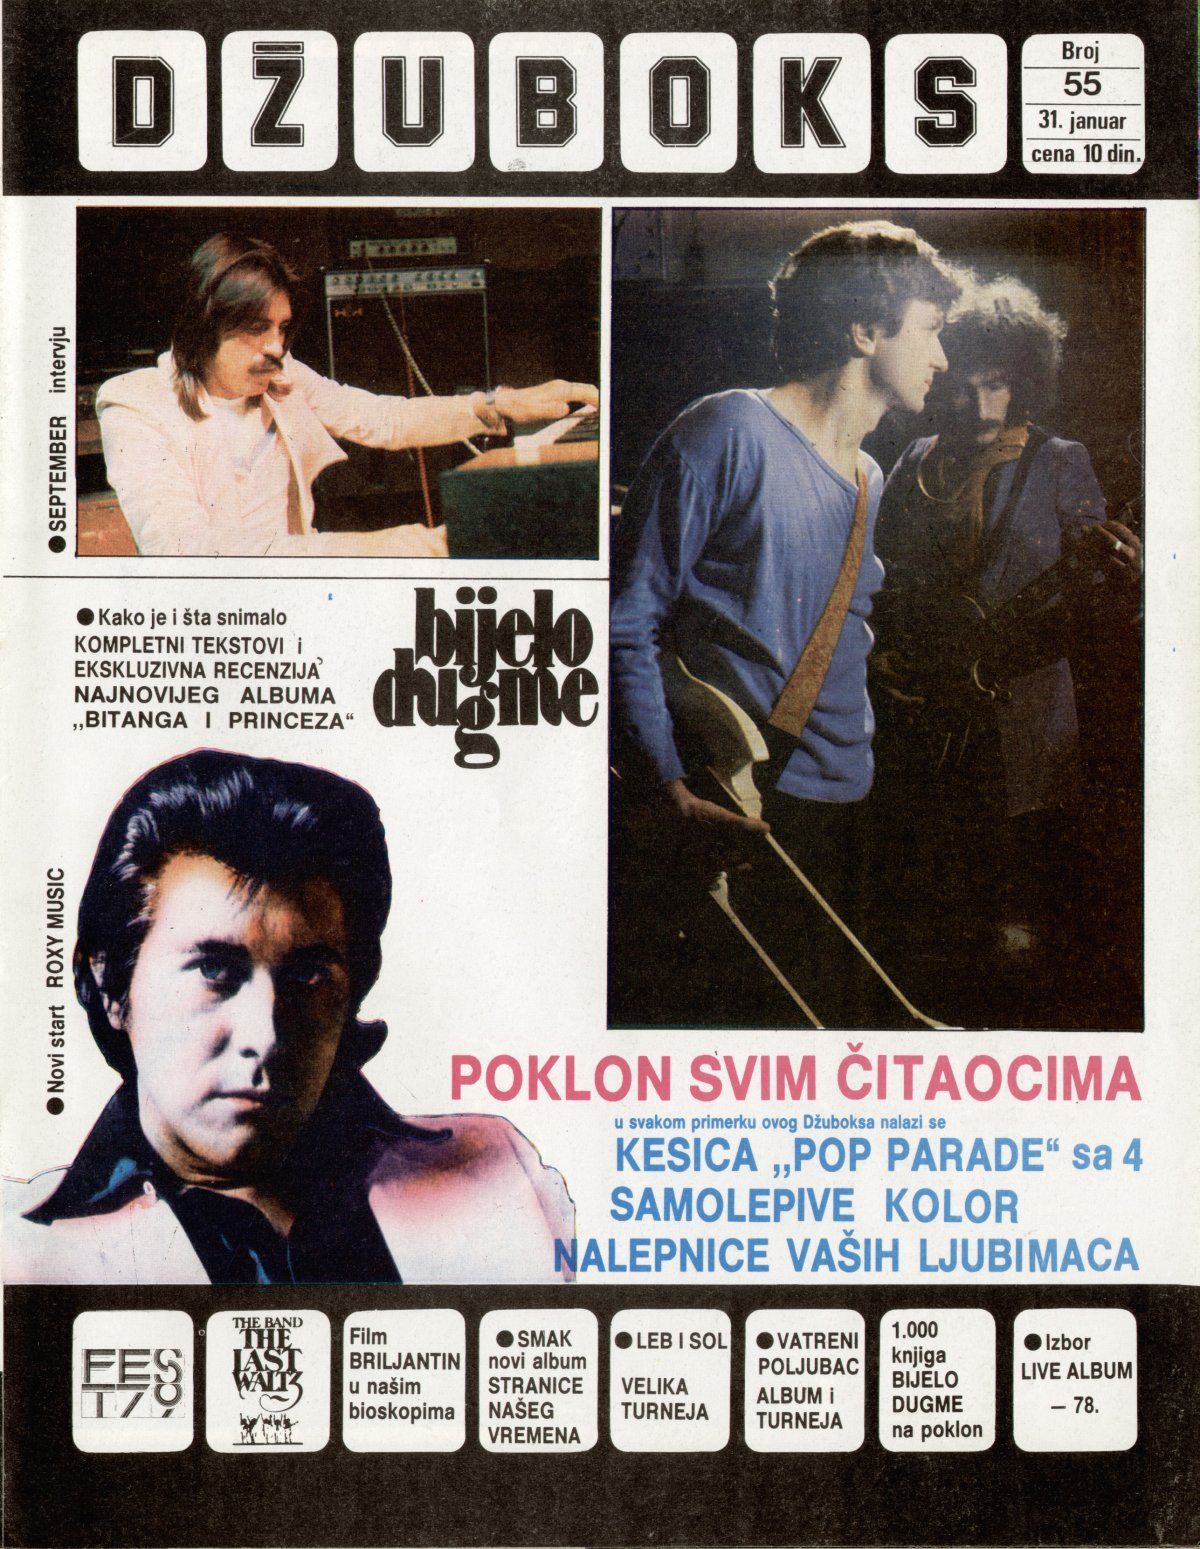 DŽUBOKS
Broj
55
31. januar
cena 10 din.
● SEPTEMBER intervju
● Kako je i šta snimalo
KOMPLETNI TEKSTOVI i
EKSKLUZIVNA RECENZIJA
NAJNOVIJEG ALBUMA
„BITANGA I PRINCEZA“
bijelo
dugme
● Novi start ROXY MUSIC
POKLON SVIM ČITAOCIMA
u svakom primerku ovog Džuboksa nalazi se
KESICA „POP PARADE“ sa 4
SAMOLEPIVE KOLOR
NALEPNICE VAŠIH LJUBIMACA
FES
T79
THE BAND
THE
LAST
WALTZ
Film
BRILJANTIN
u našim
bioskopima
● SMAK
novi album
STRANICE
NAŠEG
VREMENA
● LEB I SOL
VELIKA
TURNEJA
● VATRENI
POLJUBAC
ALBUM i
TURNEJA
1.000
knjiga
BIJELO
DUGME
na poklon
● Izbor
LIVE ALBUM
– 78.